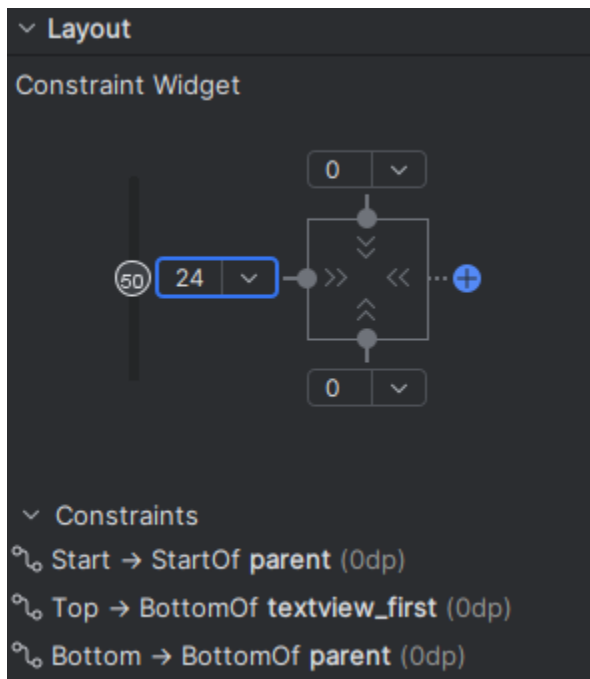 Layout
Constraint Widget
0
50 24
0
Constraints
Start → StartOf parent (0dp)
Top → BottomOf textview_first (0dp)
Bottom → BottomOf parent (0dp)